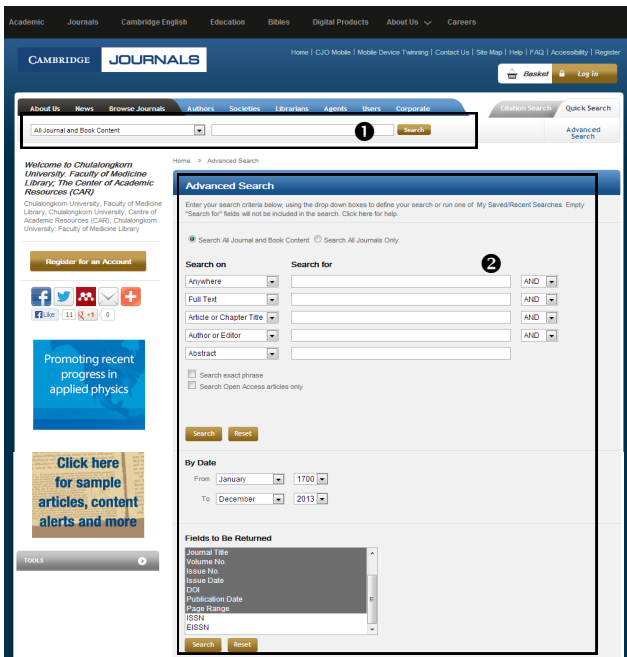 Academic Journals Cambridge English Education Bibles Digital Products About Us Careers
CAMBRIDGE JOURNALS
Home | CJO Mobile | Mobile Device Twinning | Contact Us | Site Map | Help | FAQ | Accessibility | Register
Basket Log in
About Us News Browse Journals Authors Societies Librarians Agents Users Corporate Citation Search Quick Search
All Journal and Book Content 1 Search
Advanced
Search
Welcome to Chulalongkorn
University. Faculty of Medicine
Library; The Center of Academic
Resources (CAR)
Chulalongkorn University, Faculty of Medicine
Library, Chulalongkorn University, Centre of
Academic Resources (CAR), Chulalongkorn
University: Faculty of Medicine Library
Register for an Account
Like 11 +1 0
Promoting recent
progress in
applied physics
Click here
for sample
articles, content
alerts and more
TOOLS
Home > Advanced Search
Advanced Search
Enter your search criteria below, using the drop down boxes to define your search or run one of My Saved/Recent Searches. Empty
"Search for" fields will not be included in the search. Click here for help.
Search All Journal and Book Content Search All Journals Only
Search on Search for 2
Anywhere AND
Full Text AND
Article or Chapter Title AND
Author or Editor AND
Abstract
Search exact phrase
Search Open Access articles only
Search Reset
By Date
From January 1700
To December 2013
Fields to Be Returned
Journal Title
Volume No.
Issue No.
Issue Date
DOI
Publication Date
Page Range
ISSN
EISSN
Search Reset